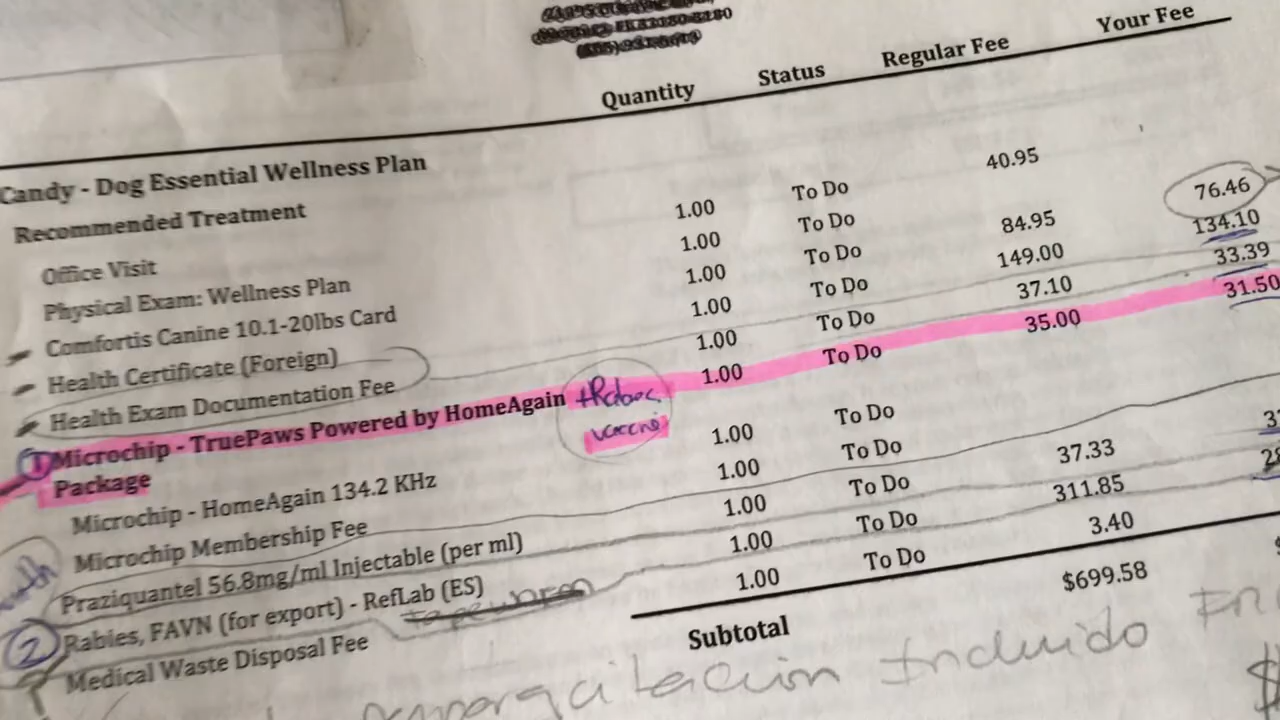 Quantity Status Regular Fee Your Fee
Candy - Dog Essential Wellness Plan
Recommended Treatment
Office Visit 1.00 To Do 40.95
Physical Exam: Wellness Plan 1.00 To Do
Comfortis Canine 10.1-20lbs Card 1.00 To Do 84.95 76.46
Health Certificate (Foreign) 1.00 To Do 149.00 134.10
Health Exam Documentation Fee 1.00 To Do 37.10 33.39
1 Microchip - TruePaws Powered by HomeAgain 1.00 To Do 35.00 31.50
Package
vaccine
Microchip - HomeAgain 134.2 KHz 1.00 To Do
Microchip Membership Fee 1.00 To Do
Praziquantel 56.8mg/ml Injectable (per ml) 1.00 To Do 37.33
2 Rabies, FAVN (for export) - RefLab (ES) 1.00 To Do 311.85
Medical Waste Disposal Fee 1.00 To Do 3.40
Subtotal $699.58
Incluido